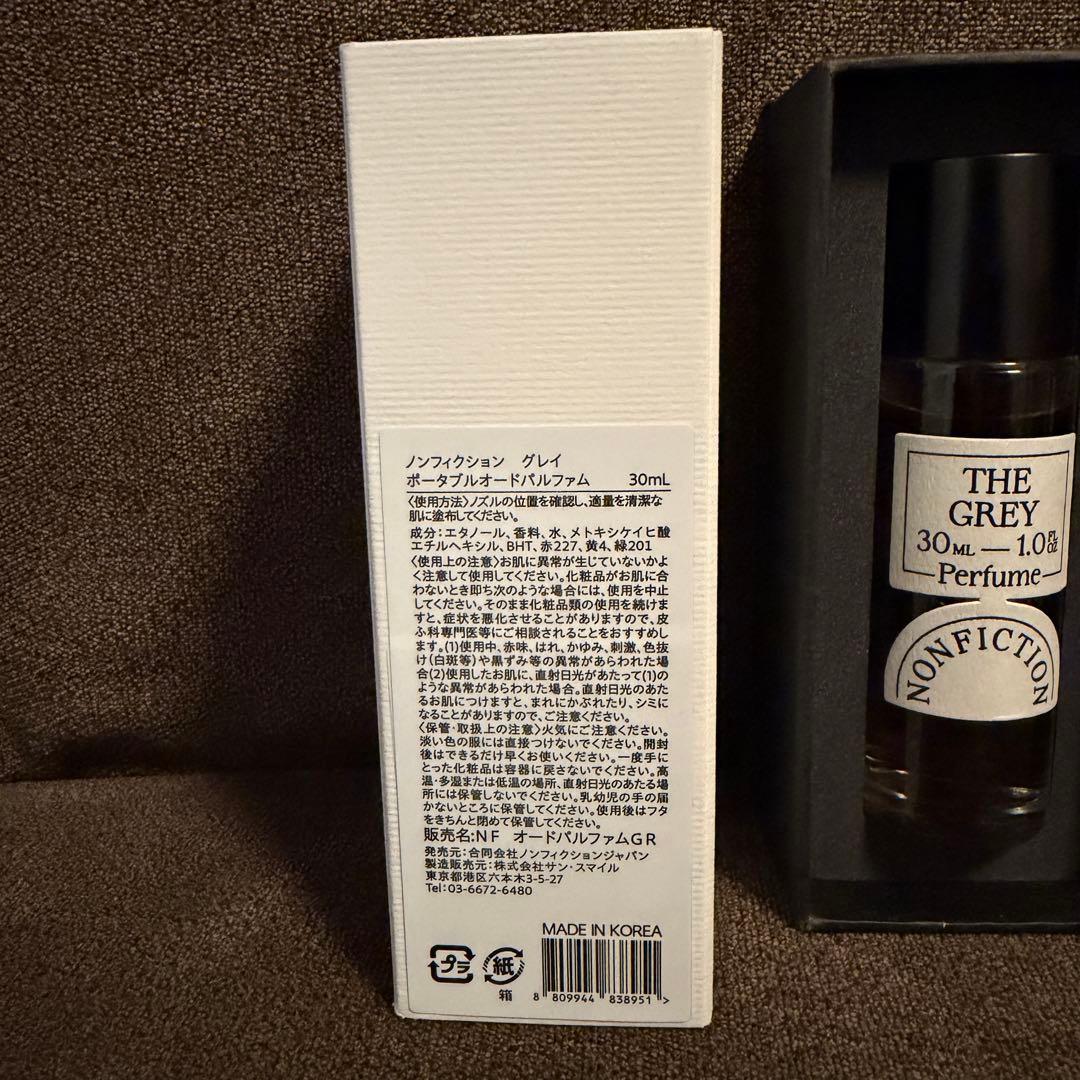 ノンフィクション グレイ
ポータブルオードパルファム 30mL
〈使用方法〉ノズルの位置を確認し、適量を清潔な
肌に塗布してください。
成分：エタノール、香料、水、メトキシケイヒ酸
エチルヘキシル、BHT、赤227、黄4、緑201
〈使用上の注意〉お肌に異常が生じていないかよ
く注意して使用してください。化粧品がお肌に合
わないとき即ち次のような場合には、使用を中止
してください。そのまま化粧品類の使用を続けま
すと、症状を悪化させることがありますので、皮
ふ科専門医等にご相談されることをおすすめしま
す。(1)使用中、赤味、はれ、かゆみ、刺激、色抜
け(白斑等)や黒ずみ等の異常があらわれた場
合(2)使用したお肌に、直射日光があたって(1)の
ような異常があらわれた場合。直射日光のあた
るお肌につけますと、まれにかぶれたり、シミに
なることがありますので、ご注意ください。
〈保管・取扱上の注意〉火気にご注意ください。
淡い色の服には直接つけないでください。開封
後はできるだけ早くお使いください。一度手に
とった化粧品は容器に戻さないでください。高
温・多湿または低温の場所、直射日光のあたる場
所には保管しないでください。乳幼児の手の届
かないところに保管してください。使用後はフタ
をきちんと閉めて保管してください。
販売名:NF オードパルファムGR
発売元：合同会社ノンフィクションジャパン
製造販売元：株式会社サン・スマイル
東京都港区六本木3-5-27
Tel：03-6672-6480
MADE IN KOREA
プラ 紙
箱
8 809944 838951 >
THE
GREY
30ML — 1.0 FL OZ
Perfume
NONFICTION